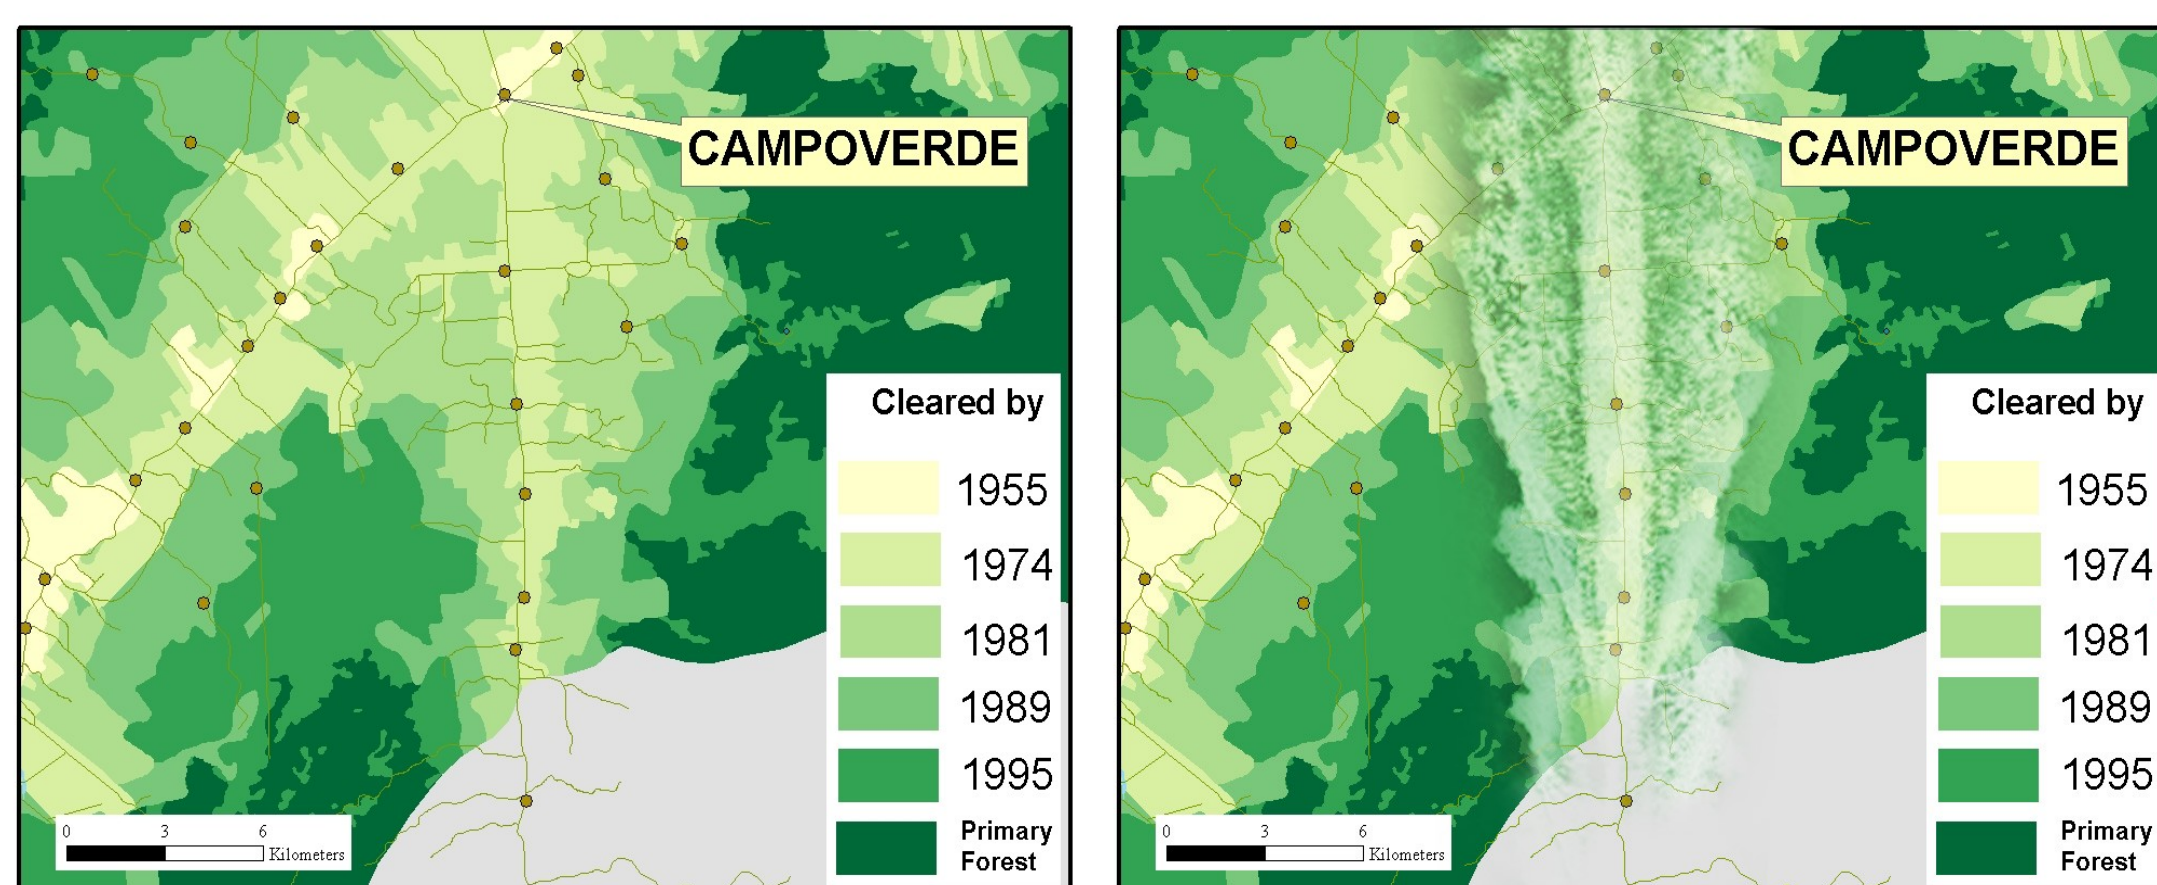 CAMPOVERDE
Cleared by
1955
1974
1981
1989
1995
Primary
Forest
0 3 6
Kilometers
CAMPOVERDE
Cleared by
1955
1974
1981
1989
1995
Primary
Forest
0 3 6
Kilometers